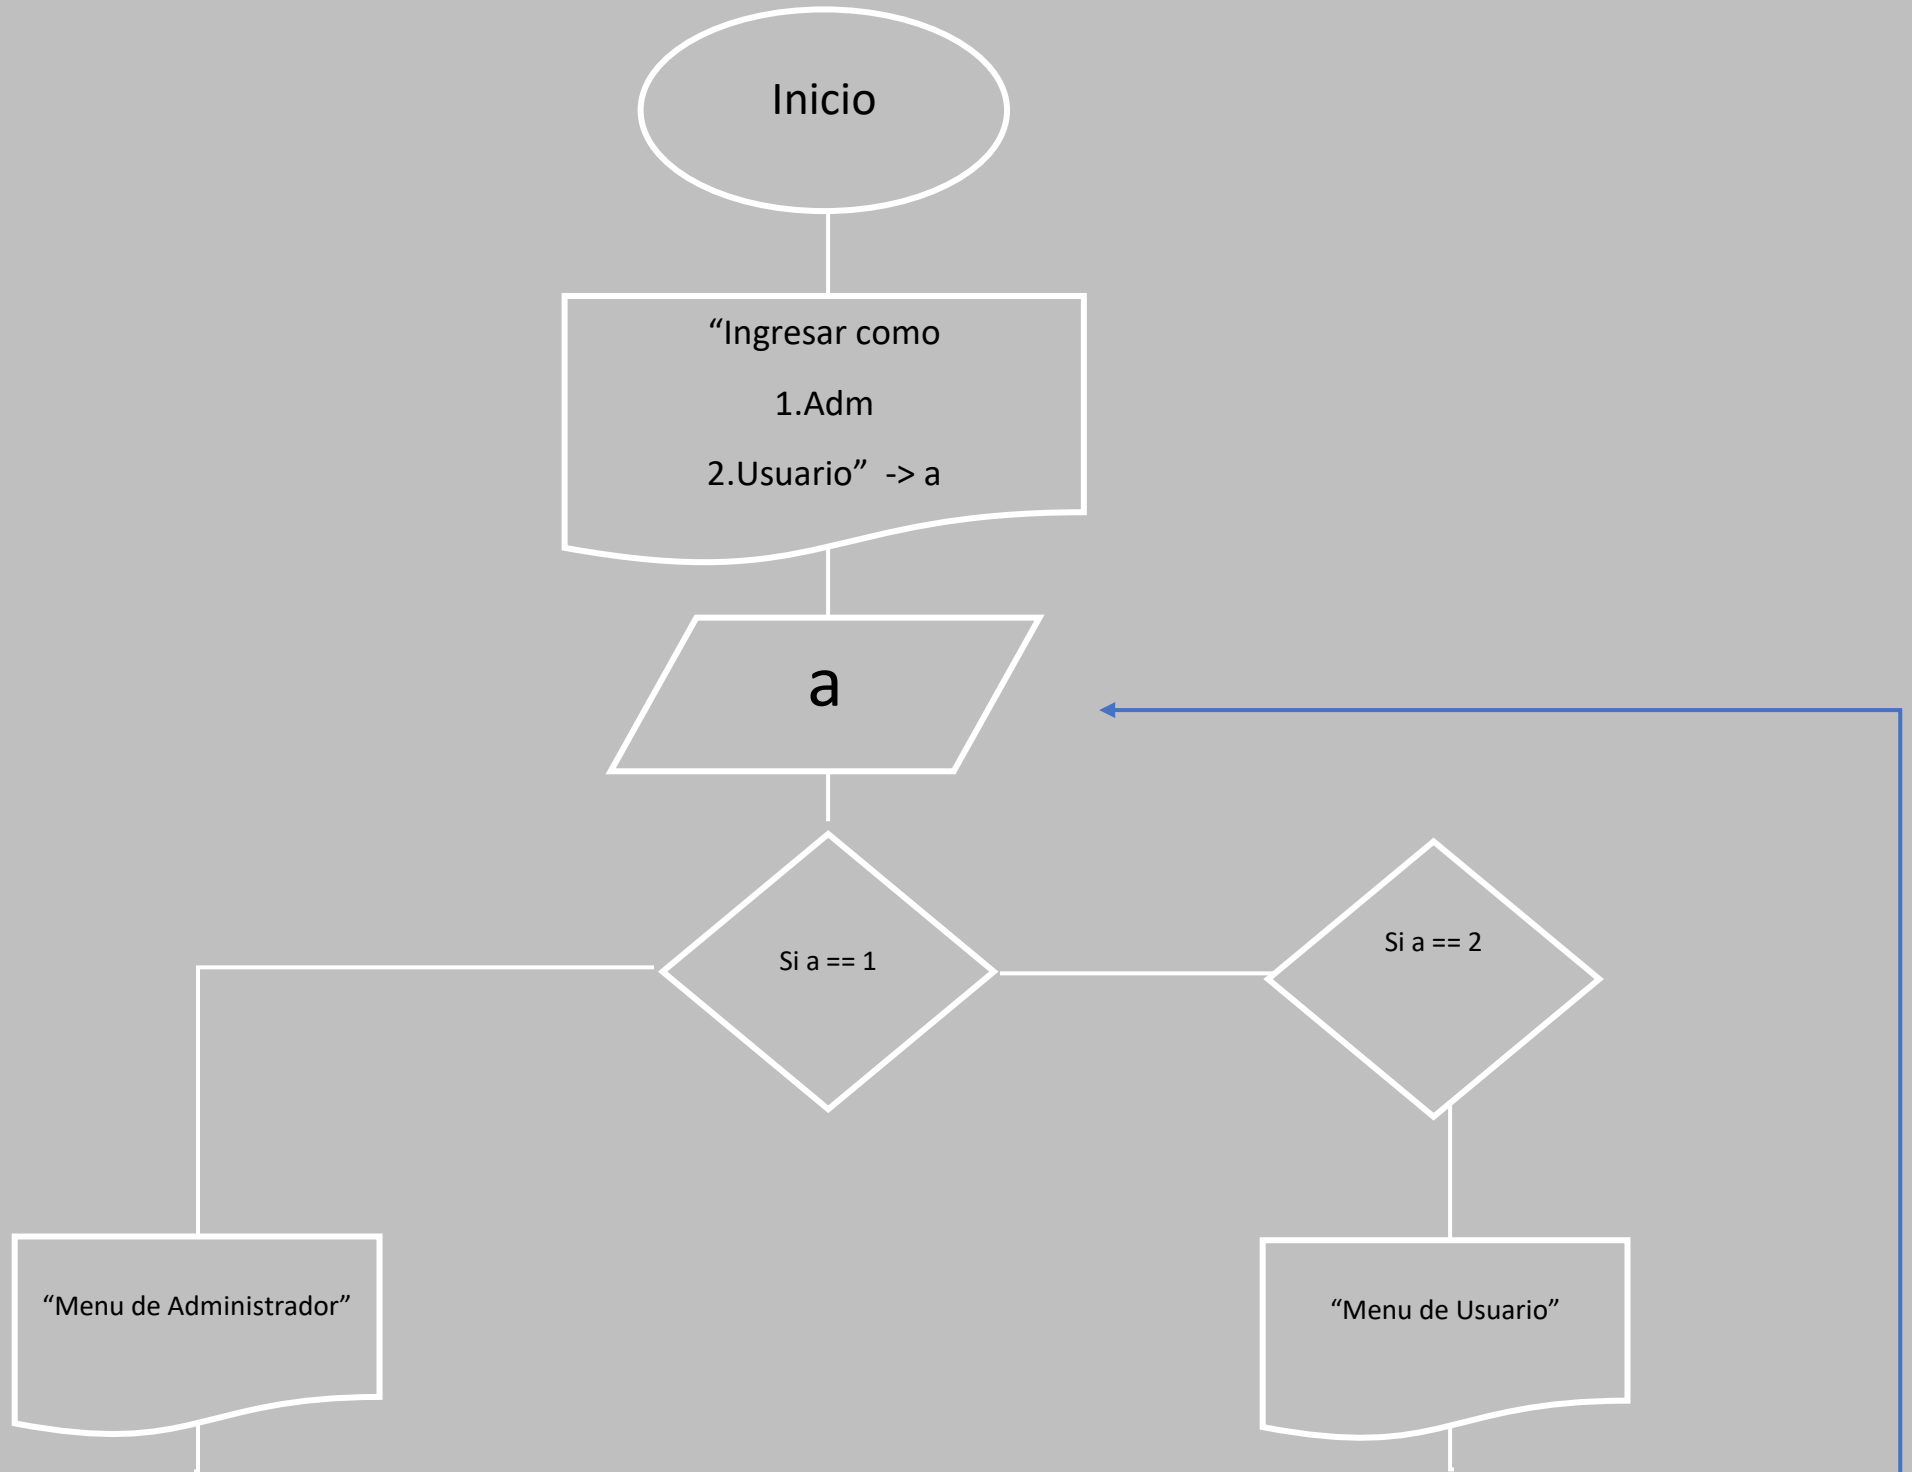 Inicio
“Ingresar como
1.Adm
2.Usuario” -> a
a
Si a == 1
Si a == 2
“Menu de Administrador”
“Menu de Usuario”